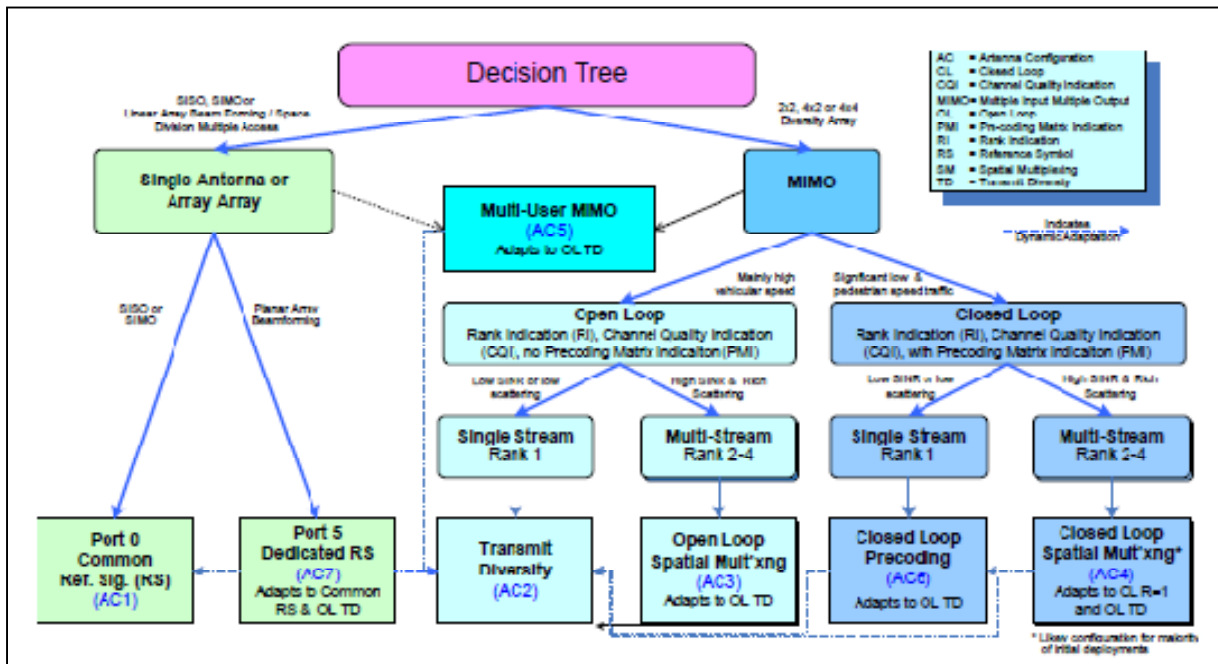 Decision Tree
AC = Antenna Configuration
CL = Closed Loop
CQI = Channel Quality Indication
MIMO= Multiple Input Multiple Output
OL = Open Loop
PMI = Pre-coding Matrix Indication
RI = Rank Indication
RS = Reference Symbol
SM = Spatial Multiplexing
TD = Transmit Diversity
SISO, SIMO or
Linear Array Beam Forming / Space
Division Multiple Access
2x2, 4x2 or 4x4
Diversity Array
Single Antenna or
Array Array
MIMO
Multi-User MIMO
(AC5)
Adapts to OL TD
Indicates
Dynamic Adaptation
SISO or
SIMO
Planar Array
Beamforming
Mainly high
vehicular speed
Significant low &
pedestrian speed traffic
Open Loop
Rank Indication (RI), Channel Quality Indication
(CQI), no Precoding Matrix Indicaiton (PMI)
Closed Loop
Rank Indication (RI), Channel Quality Indication
(CQI), with Precoding Matrix Indicaiton (PMI)
Low SINR or low
scattering
High SINR & Rich
Scattering
Low SINR or low
scattering
High SINR & Rich
Scattering
Single Stream
Rank 1
Multi-Stream
Rank 2-4
Single Stream
Rank 1
Multi-Stream
Rank 2-4
Port 0
Common
Ref. Sig. (RS)
(AC1)
Port 5
Dedicated RS
(AC7)
Adapts to Common
RS & OL TD
Transmit
Diversity
(AC2)
Open Loop
Spatial Mult'xng
(AC3)
Adapts to OL TD
Closed Loop
Precoding
(AC6)
Adapts to OL TD
Closed Loop
Spatial Mult'xng*
(AC4)
Adapts to CL R=1
and OL TD
* Likely configuration for majority
of initial deployments